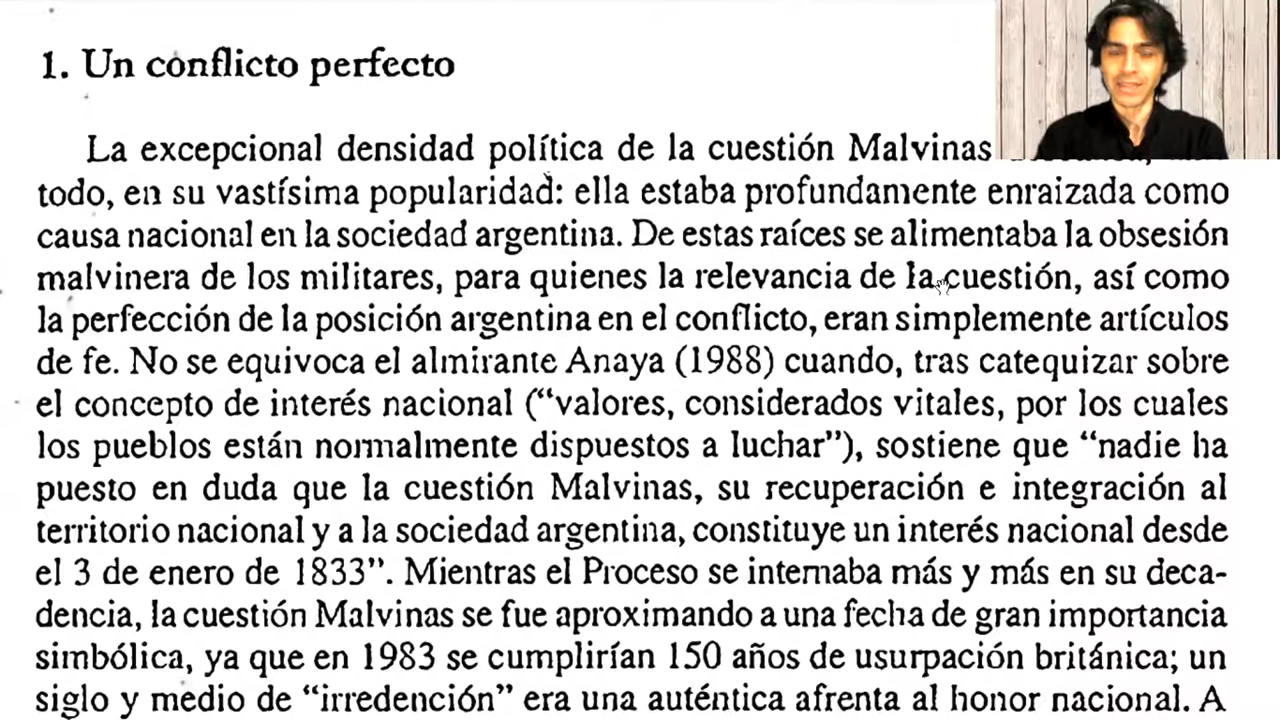 1. Un conflicto perfecto
La excepcional densidad política de la cuestión Malvinas
todo, en su vastísima popularidad: ella estaba profundamente enraizada como
causa nacional en la sociedad argentina. De estas raíces se alimentaba la obsesión
malvinera de los militares, para quienes la relevancia de la cuestión, así como
la perfección de la posición argentina en el conflicto, eran simplemente artículos
de fe. No se equivoca el almirante Anaya (1988) cuando, tras catequizar sobre
el concepto de interés nacional (“valores, considerados vitales, por los cuales
los pueblos están normalmente dispuestos a luchar”), sostiene que “nadie ha
puesto en duda que la cuestión Malvinas, su recuperación e integración al
territorio nacional y a la sociedad argentina, constituye un interés nacional desde
el 3 de enero de 1833”. Mientras el Proceso se internaba más y más en su deca-
dencia, la cuestión Malvinas se fue aproximando a una fecha de gran importancia
simbólica, ya que en 1983 se cumplirían 150 años de usurpación británica; un
siglo y medio de “irredención” era una auténtica afrenta al honor nacional. A